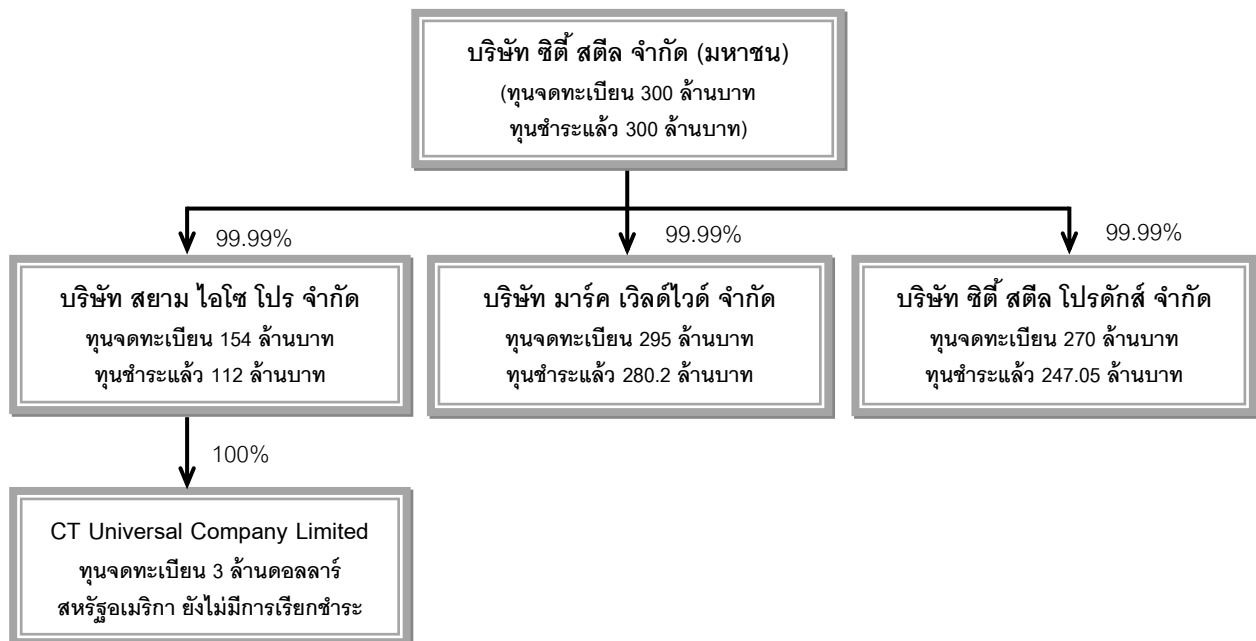 บริษัท ซิตี้ สตีล จำกัด (มหาชน)
(ทุนจดทะเบียน 300 ล้านบาท
ทุนชำระแล้ว 300 ล้านบาท)
99.99%
99.99%
99.99%
บริษัท สยาม ไอโซ โปร จำกัด
ทุนจดทะเบียน 154 ล้านบาท
ทุนชำระแล้ว 112 ล้านบาท
บริษัท มาร์ค เวิลด์ไวด์ จำกัด
ทุนจดทะเบียน 295 ล้านบาท
ทุนชำระแล้ว 280.2 ล้านบาท
บริษัท ซิตี้ สตีล โปรดักส์ จำกัด
ทุนจดทะเบียน 270 ล้านบาท
ทุนชำระแล้ว 247.05 ล้านบาท
100%
CT Universal Company Limited
ทุนจดทะเบียน 3 ล้านดอลลาร์
สหรัฐอเมริกา ยังไม่มีการเรียกชำระ